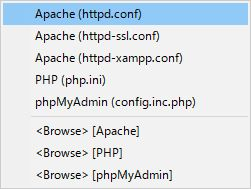 Apache (httpd.conf)
Apache (httpd-ssl.conf)
Apache (httpd-xampp.conf)
PHP (php.ini)
phpMyAdmin (config.inc.php)
<Browse> [Apache]
<Browse> [PHP]
<Browse> [phpMyAdmin]